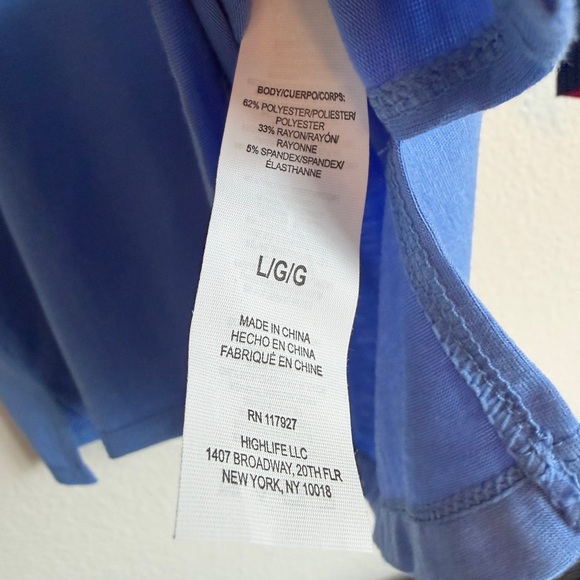 BODY/CUERPO/CORPS:
62% POLYESTER/POLIESTER/
POLYESTER
33% RAYON/RAYÓN/
RAYONNE
5% SPANDEX/SPANDEX/
ÉLASTHANNE
L/G/G
MADE IN CHINA
HECHO EN CHINA
FABRIQUÉ EN CHINE
RN 117927
HIGHLIFE LLC
1407 BROADWAY, 20TH FLR
NEW YORK, NY 10018